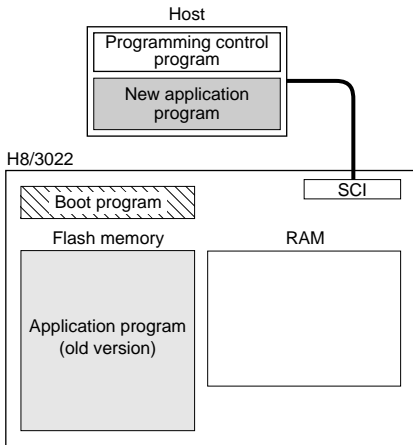 Host
Programming control
program
New application
program
H8/3022
SCI
Boot program
Flash memory
RAM
Application program
(old version)